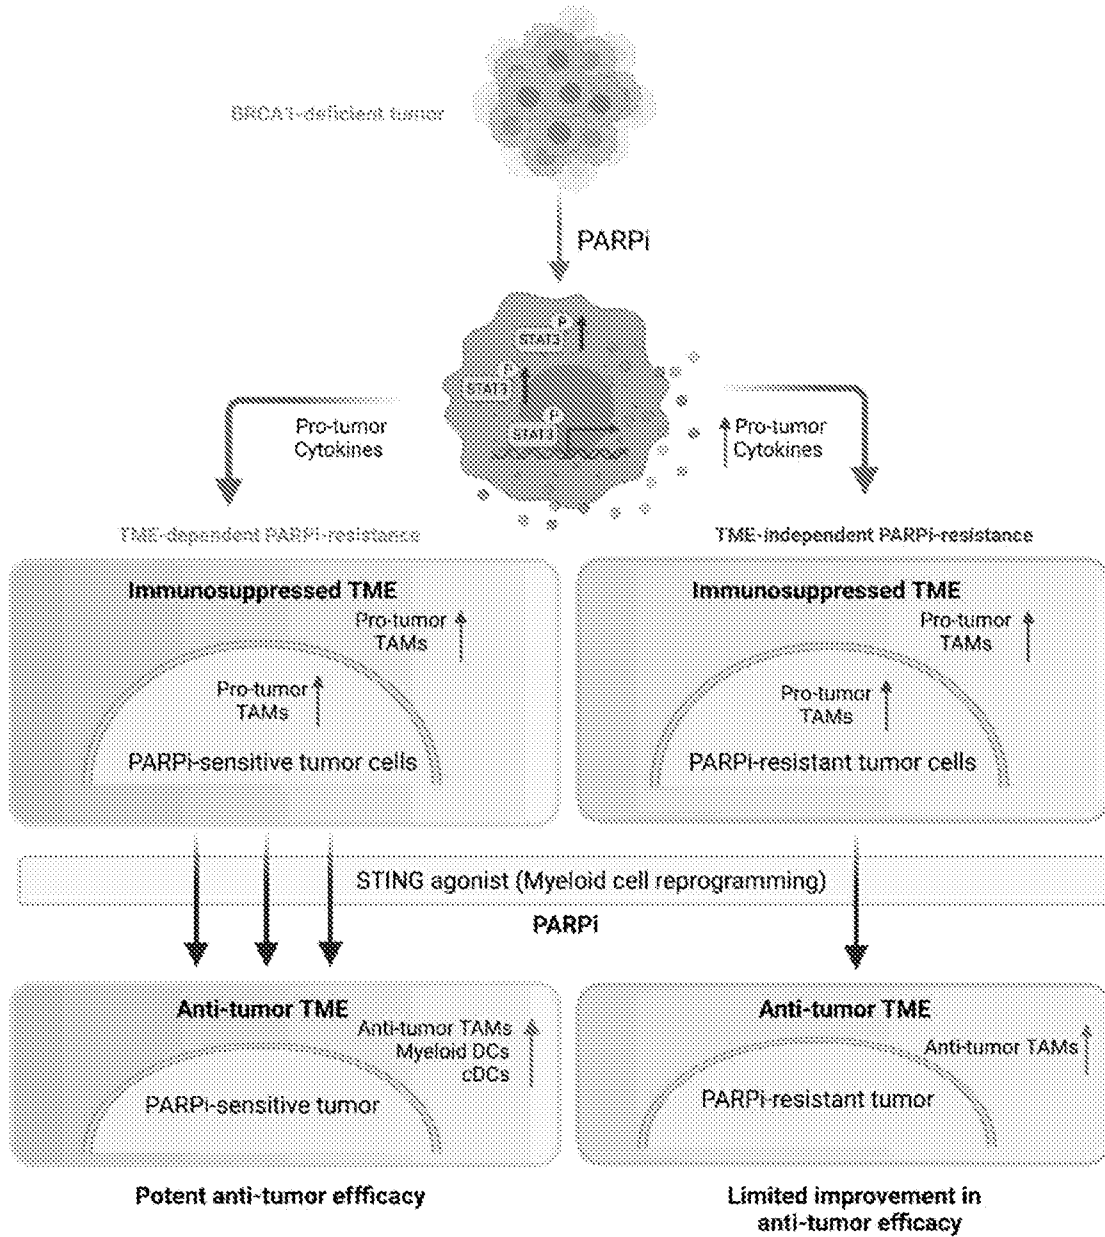 BRCA1-deficient tumor
PARPi
P
STAT3
P
STAT3
P
STAT3
Pro-tumor
Cytokines
Pro-tumor
Cytokines
TME-dependent PARPi-resistance
TME-independent PARPi-resistance
Immunosuppressed TME
Pro-tumor
TAMs
Pro-tumor
TAMs
PARPi-sensitive tumor cells
Immunosuppressed TME
Pro-tumor
TAMs
Pro-tumor
TAMs
PARPi-resistant tumor cells
STING agonist (Myeloid cell reprogramming)
PARPi
Anti-tumor TME
Anti-tumor TAMs
Myeloid DCs
cDCs
PARPi-sensitive tumor
Anti-tumor TME
Anti-tumor TAMs
PARPi-resistant tumor
Potent anti-tumor effficacy
Limited improvement in
anti-tumor efficacy